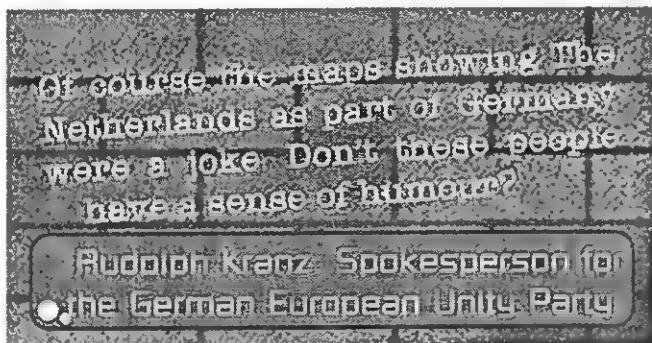 Of course the maps showing The
Netherlands as part of Germany
were a joke. Don't these people
have a sense of humour?
Rudolph Kranz Spokesperson for
the German European Unity Party